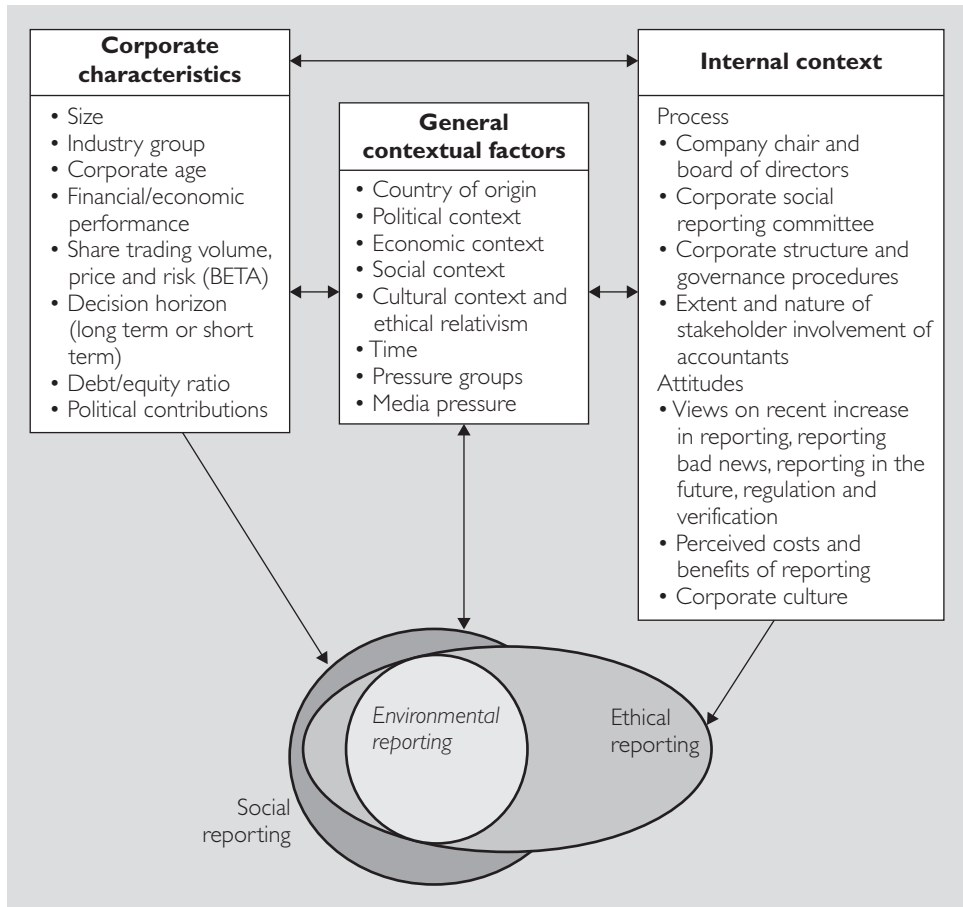 Corporate
characteristics
• Size
• Industry group
• Corporate age
• Financial/economic
performance
• Share trading volume,
price and risk (BETA)
• Decision horizon
(long term or short
term)
• Debt/equity ratio
• Political contributions
General
contextual factors
• Country of origin
• Political context
• Economic context
• Social context
• Cultural context and
ethical relativism
• Time
• Pressure groups
• Media pressure
Internal context
Process
• Company chair and
board of directors
• Corporate social
reporting committee
• Corporate structure and
governance procedures
• Extent and nature of
stakeholder involvement of
accountants
Attitudes
• Views on recent increase
in reporting, reporting
bad news, reporting in the
future, regulation and
verification
• Perceived costs and
benefits of reporting
• Corporate culture
Environmental
reporting
Ethical
reporting
Social
reporting